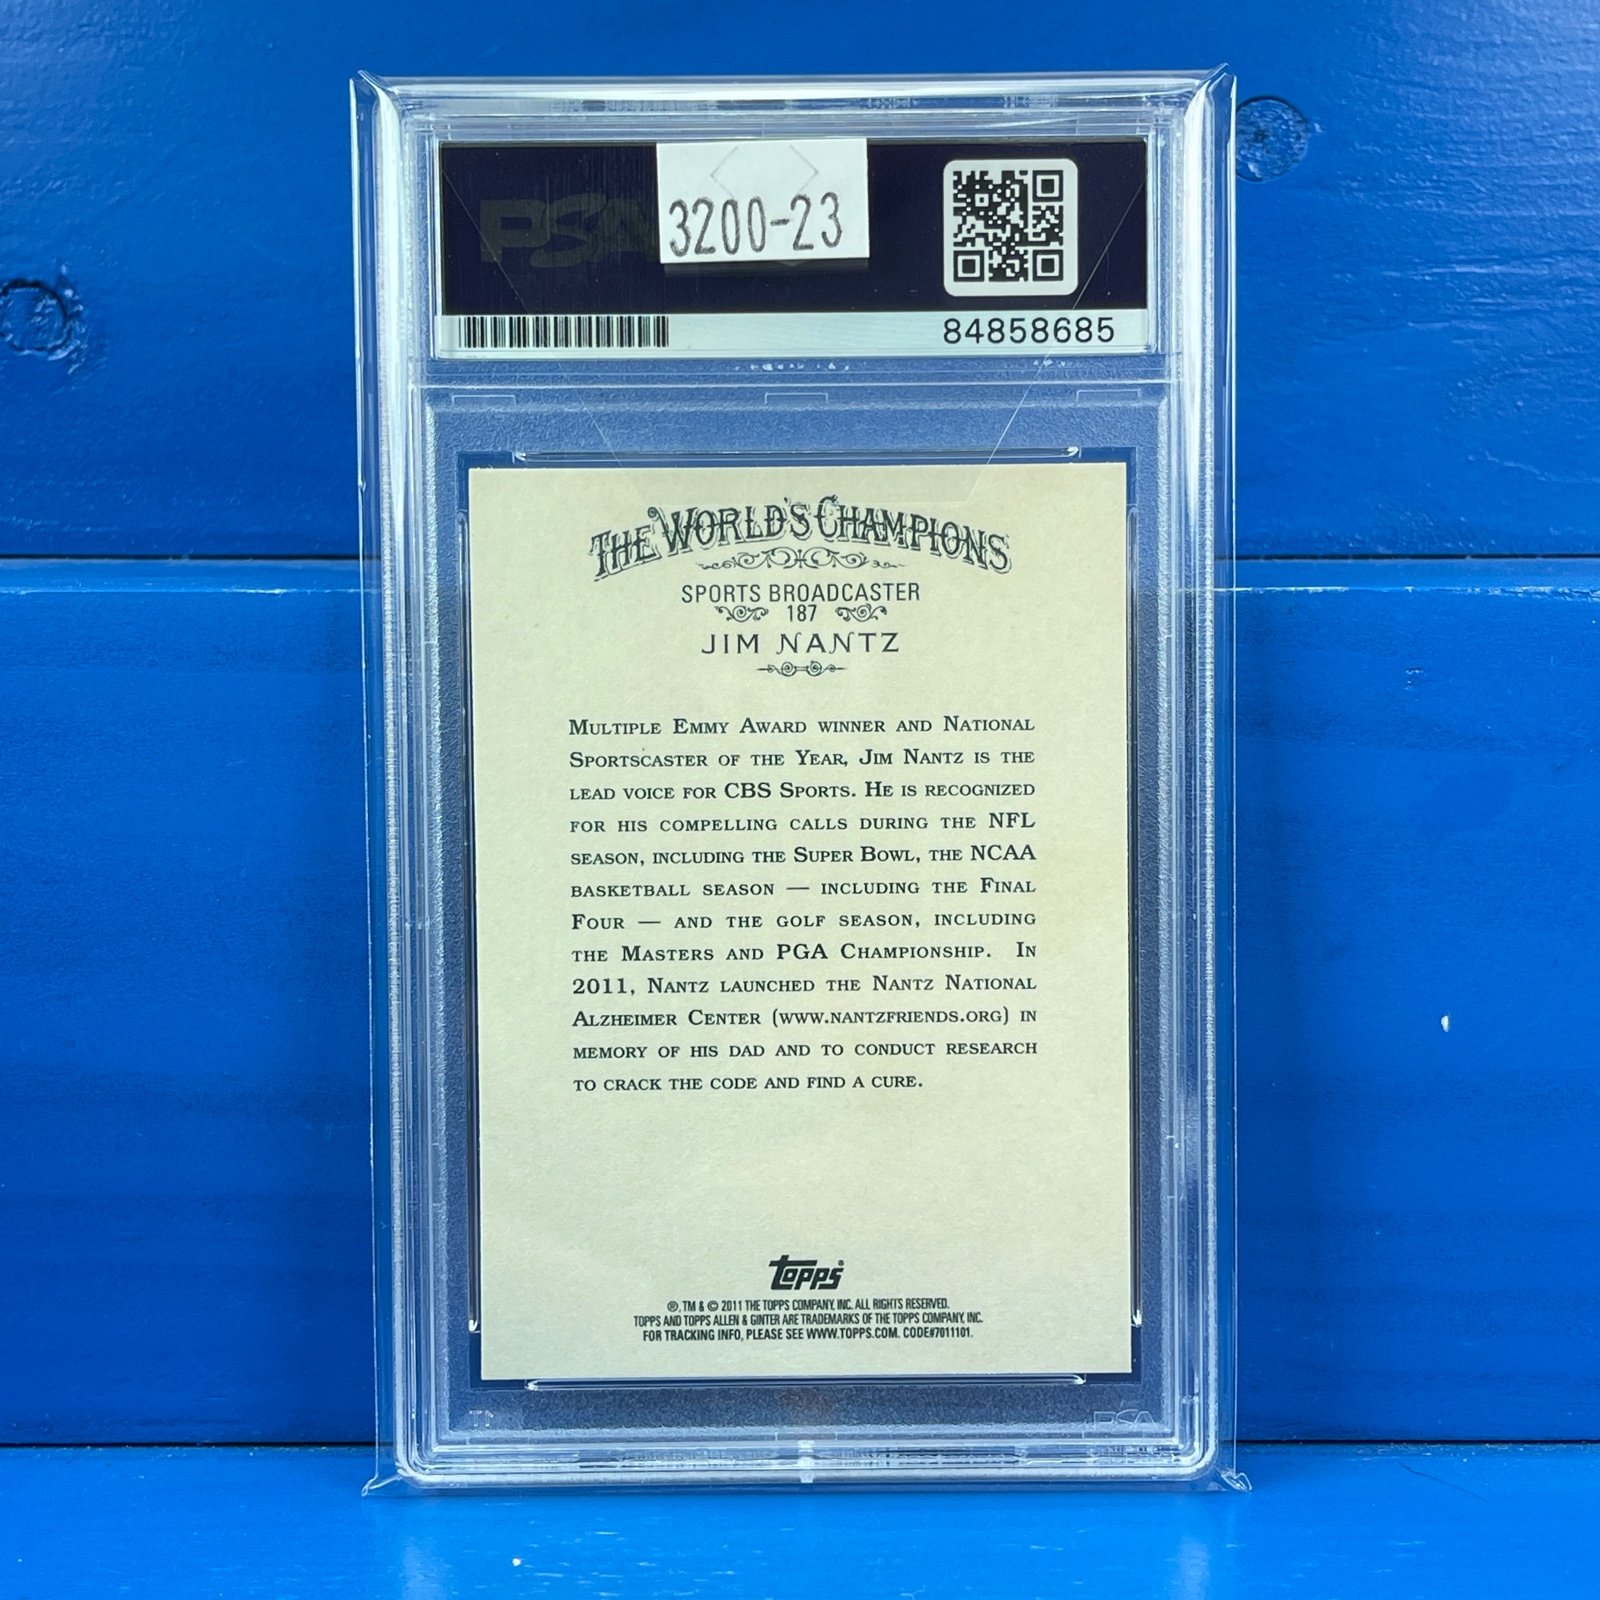 PSA
3200-23
84858685
THE WORLD'S CHAMPIONS
SPORTS BROADCASTER
187
JIM NANTZ
MULTIPLE EMMY AWARD WINNER AND NATIONAL
SPORTSCASTER OF THE YEAR, JIM NANTZ IS THE
LEAD VOICE FOR CBS SPORTS. HE IS RECOGNIZED
FOR HIS COMPELLING CALLS DURING THE NFL
SEASON, INCLUDING THE SUPER BOWL, THE NCAA
BASKETBALL SEASON — INCLUDING THE FINAL
FOUR — AND THE GOLF SEASON, INCLUDING
THE MASTERS AND PGA CHAMPIONSHIP. IN
2011, NANTZ LAUNCHED THE NANTZ NATIONAL
ALZHEIMER CENTER (WWW.NANTZFRIENDS.ORG) IN
MEMORY OF HIS DAD AND TO CONDUCT RESEARCH
TO CRACK THE CODE AND FIND A CURE.
topps®
®, TM & © 2011 THE TOPPS COMPANY, INC. ALL RIGHTS RESERVED.
TOPPS AND TOPPS ALLEN & GINTER ARE TRADEMARKS OF THE TOPPS COMPANY, INC.
FOR TRACKING INFO, PLEASE SEE WWW.TOPPS.COM. CODE#7011101.
PSA